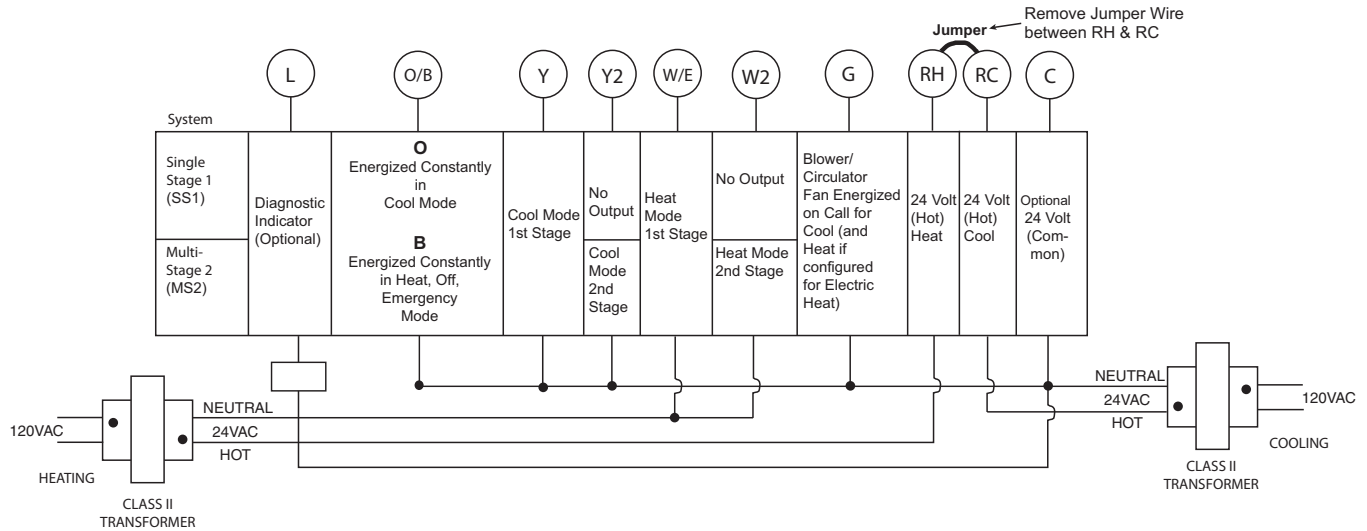 Remove Jumper Wire
between RH & RC
Jumper
L
O/B
Y
Y2
W/E
W2
G
RH
RC
C
System
Single
Stage 1
(SS1)
Multi-
Stage 2
(MS2)
Diagnostic
Indicator
(Optional)
O
Energized Constantly
in
Cool Mode
B
Energized Constantly
in Heat, Off,
Emergency
Mode
Cool Mode
1st Stage
No
Output
Cool
Mode
2nd
Stage
Heat
Mode
1st Stage
No Output
Heat Mode
2nd Stage
Blower/
Circulator
Fan Energized
on Call for
Cool (and
Heat if
configured
for Electric
Heat)
24 Volt
(Hot)
Heat
24 Volt
(Hot)
Cool
Optional
24 Volt
(Com-
mon)
120VAC
HEATING
CLASS II
TRANSFORMER
NEUTRAL
24VAC
HOT
NEUTRAL
24VAC
HOT
120VAC
COOLING
CLASS II
TRANSFORMER